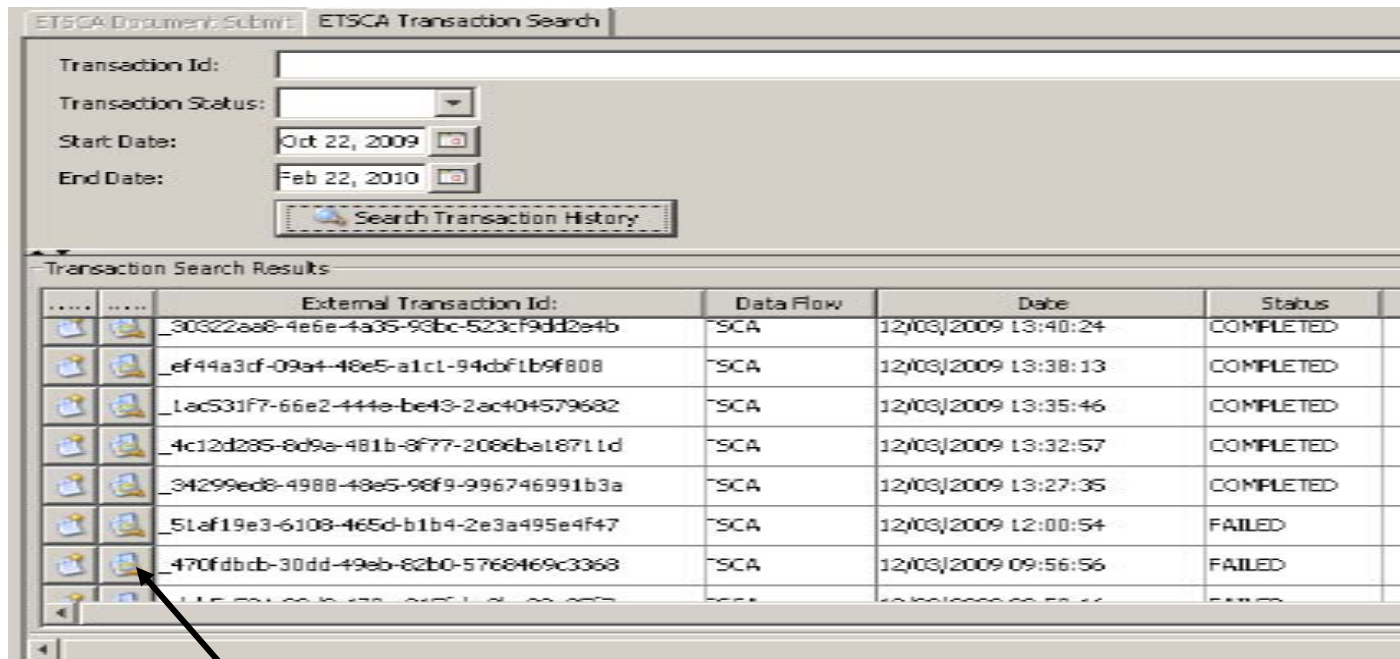 ETSCA Document Submit ETSCA Transaction Search
Transaction Id:
Transaction Status:
Start Date: Oct 22, 2009
End Date: Feb 22, 2010
Search Transaction History
Transaction Search Results
..... ..... External Transaction Id: Data Flow Date Status
_30322aa8-4e6e-4a35-93bc-523cf9dd2e4b TSCA 12/03/2009 13:40:24 COMPLETED
_ef44a3cf-09a4-48e5-a1c1-94cbf1b9f808 TSCA 12/03/2009 13:38:13 COMPLETED
_1ac531f7-66e2-444e-be43-2ac404579682 TSCA 12/03/2009 13:35:46 COMPLETED
_4c12d285-8d9a-481b-8f77-2086ba18711d TSCA 12/03/2009 13:32:57 COMPLETED
_34299ed8-4988-48e5-98f9-996746991b3a TSCA 12/03/2009 13:27:35 COMPLETED
_51af19e3-6108-465d-b1b4-2e3a495e4f47 TSCA 12/03/2009 12:00:54 FAILED
_470fdbcb-30dd-49eb-82b0-5768469c3368 TSCA 12/03/2009 09:56:56 FAILED